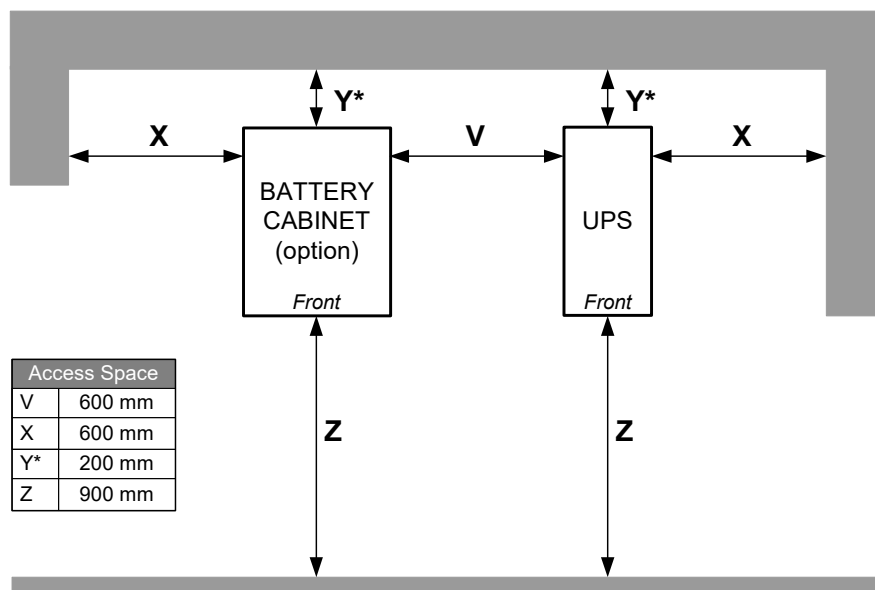 Y*
Y*
X
V
X
BATTERY
CABINET
(option)
Front
UPS
Front
Access Space
V 600 mm
X 600 mm
Y* 200 mm
Z 900 mm
Z
Z